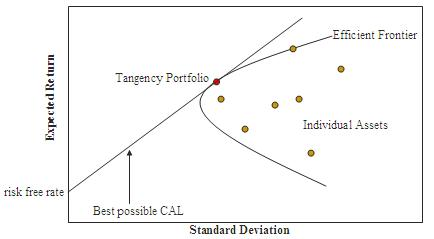 Efficient Frontier
Tangency Portfolio
Expected Return
Individual Assets
risk free rate
Best possible CAL
Standard Deviation